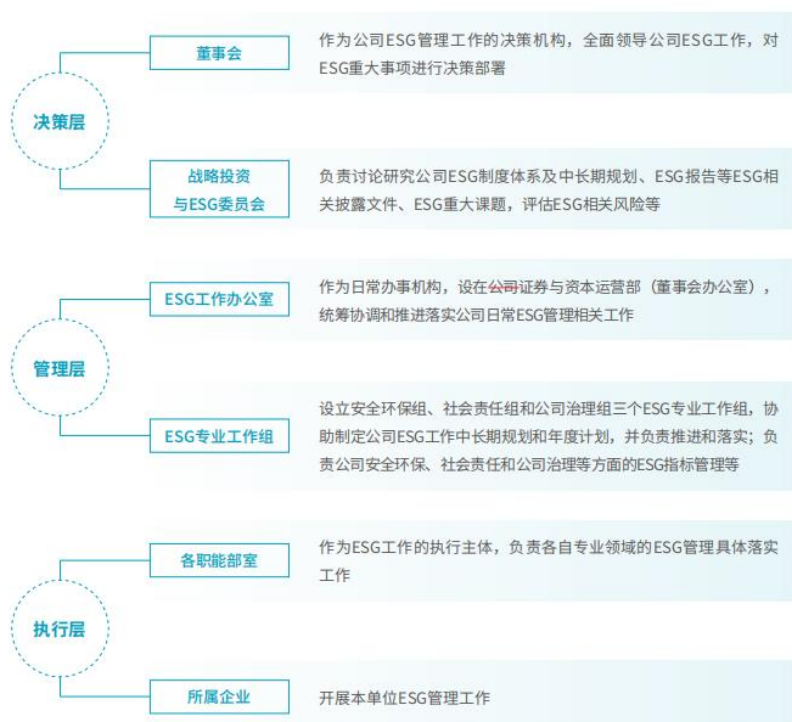 决策层
董事会
作为公司ESG管理工作的决策机构，全面领导公司ESG工作，对
ESG重大事项进行决策部署
战略投资
与ESG委员会
负责讨论研究公司ESG制度体系及中长期规划、ESG报告等ESG相
关披露文件、ESG重大课题，评估ESG相关风险等
管理层
ESG工作办公室
作为日常办事机构，设在公司证券与资本运营部（董事会办公室），
统筹协调和推进落实公司日常ESG管理相关工作
ESG专业工作组
设立安全环保组、社会责任组和公司治理组三个ESG专业工作组，协
助制定公司ESG工作中长期规划和年度计划，并负责推进和落实；负
责公司安全环保、社会责任和公司治理等方面的ESG指标管理等
执行层
各职能部室
作为ESG工作的执行主体，负责各自专业领域的ESG管理具体落实
工作
所属企业
开展本单位ESG管理工作